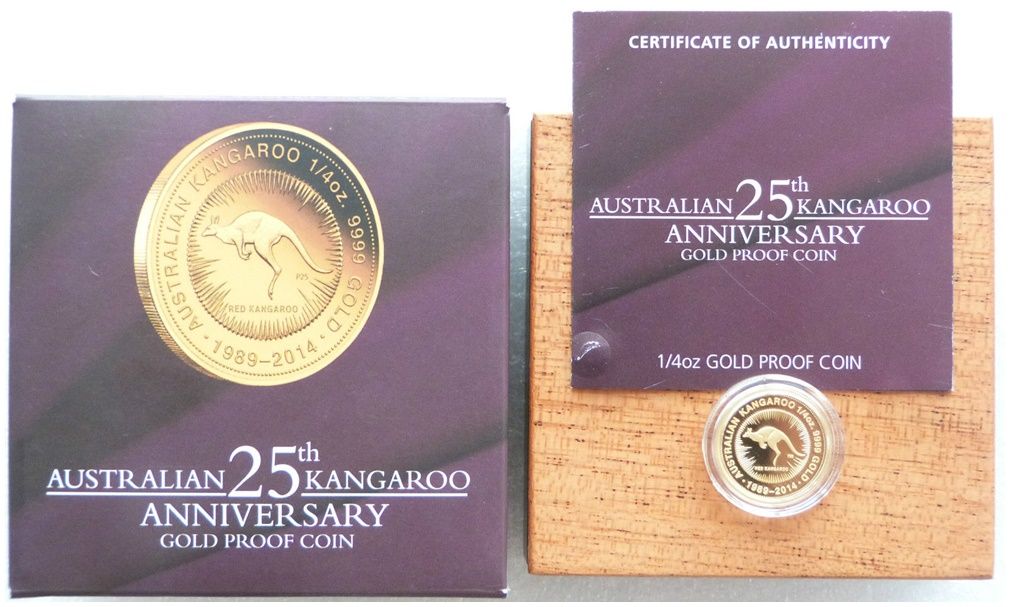 AUSTRALIAN KANGAROO 1/4oz. 9999 GOLD
P25
RED KANGAROO
· 1989–2014 ·
AUSTRALIAN 25th KANGAROO
ANNIVERSARY
GOLD PROOF COIN
CERTIFICATE OF AUTHENTICITY
AUSTRALIAN 25th KANGAROO
ANNIVERSARY
GOLD PROOF COIN
1/4oz GOLD PROOF COIN
AUSTRALIAN KANGAROO 1/4oz. 9999 GOLD
P25
RED KANGAROO
· 1989–2014 ·